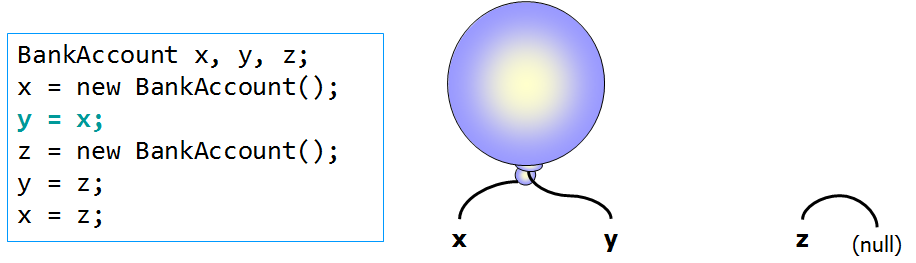 BankAccount x, y, z;
x = new BankAccount();
y = x;
z = new BankAccount();
y = z;
x = z;
x y z (null)